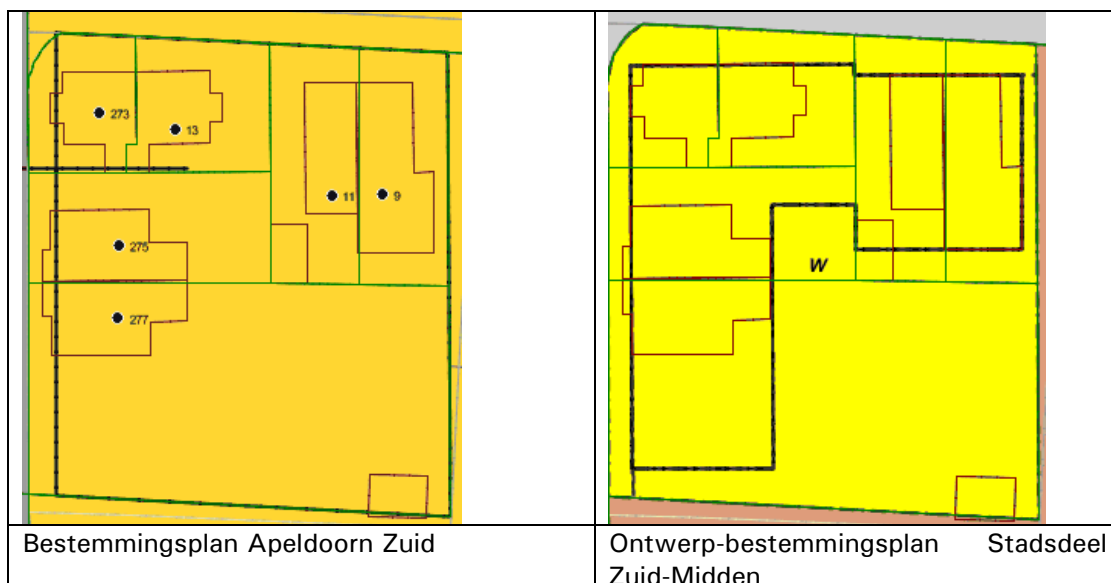 273
13
11
9
275
277
W
Bestemmingsplan Apeldoorn Zuid
Ontwerp-bestemmingsplan Stadsdeel
Zuid-Midden